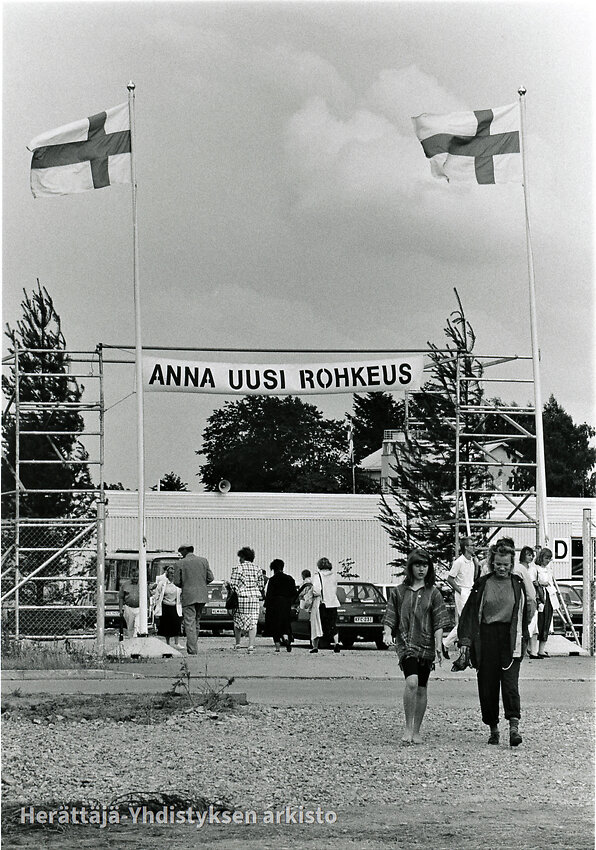 ANNA UUSI ROHKEUS
D
Herättäjä-Yhdistyksen arkisto